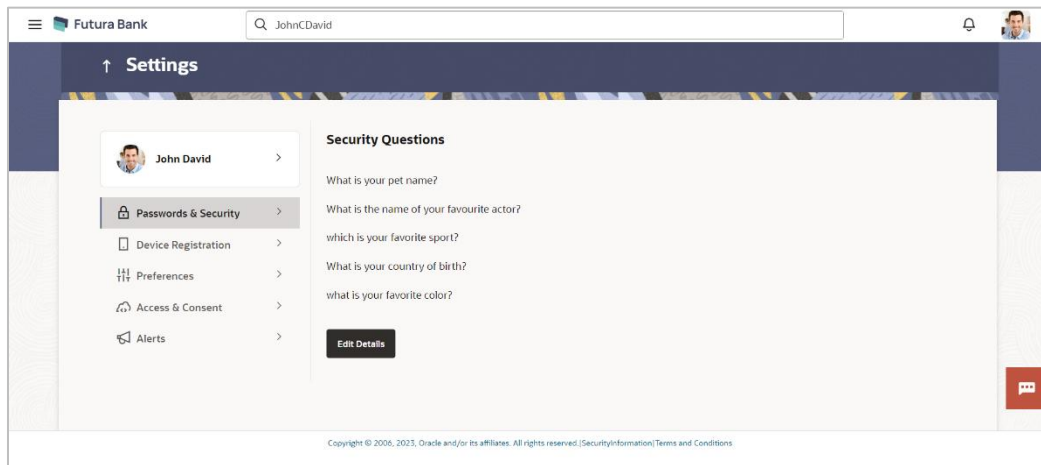 Futura Bank
JohnCDavid
Settings
John David
Passwords & Security
Device Registration
Preferences
Access & Consent
Alerts
Security Questions
What is your pet name?
What is the name of your favourite actor?
which is your favorite sport?
What is your country of birth?
what is your favorite color?
Edit Details
Copyright © 2006, 2023, Oracle and/or its affiliates. All rights reserved.|SecurityInformation|Terms and Conditions